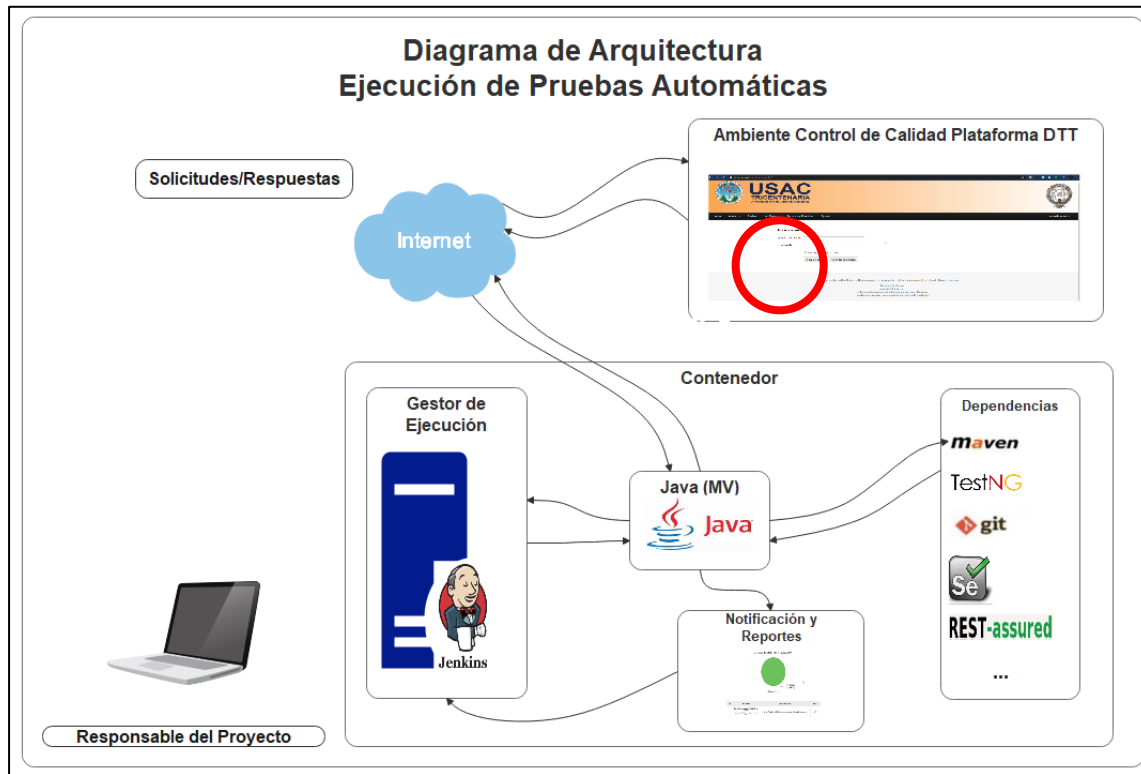 Diagrama de Arquitectura
Ejecución de Pruebas Automáticas
Solicitudes/Respuestas
Ambiente Control de Calidad Plataforma DTT
USAC
TRICENTENARIA
Internet
Contenedor
Gestor de
Ejecución
Jenkins
Java (MV)
Java
Dependencias
maven
TestNG
git
Se
REST-assured
...
Notificación y
Reportes
Responsable del Proyecto